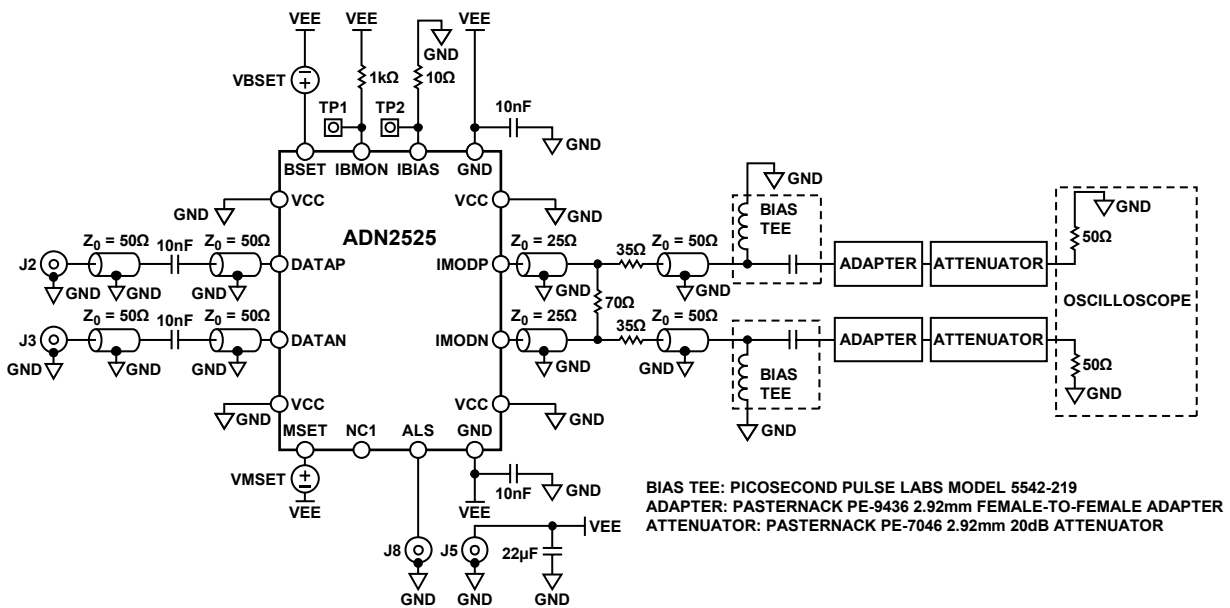 VEE VEE VEE
GND
VBSET
1kΩ
10Ω
TP1
TP2
10nF
GND
BSET
IBMON
IBIAS
GND
VCC
GND
VCC
GND
ADN2525
GND
BIAS
TEE
GND
50Ω
J2
Z0 = 50Ω
10nF
Z0 = 50Ω
DATAP
GND
GND
GND
IMODP
Z0 = 25Ω
35Ω
Z0 = 50Ω
GND
GND
ADAPTER
ATTENUATOR
OSCILLOSCOPE
70Ω
J3
Z0 = 50Ω
10nF
Z0 = 50Ω
DATAN
GND
GND
GND
IMODN
Z0 = 25Ω
35Ω
Z0 = 50Ω
GND
GND
BIAS
TEE
GND
ADAPTER
ATTENUATOR
50Ω
GND
VCC
GND
VCC
GND
MSET
NC1
ALS
GND
VMSET
VEE
VEE
10nF
GND
VEE
J8
J5
22µF
GND
GND
GND
BIAS TEE: PICOSECOND PULSE LABS MODEL 5542-219
ADAPTER: PASTERNACK PE-9436 2.92mm FEMALE-TO-FEMALE ADAPTER
ATTENUATOR: PASTERNACK PE-7046 2.92mm 20dB ATTENUATOR